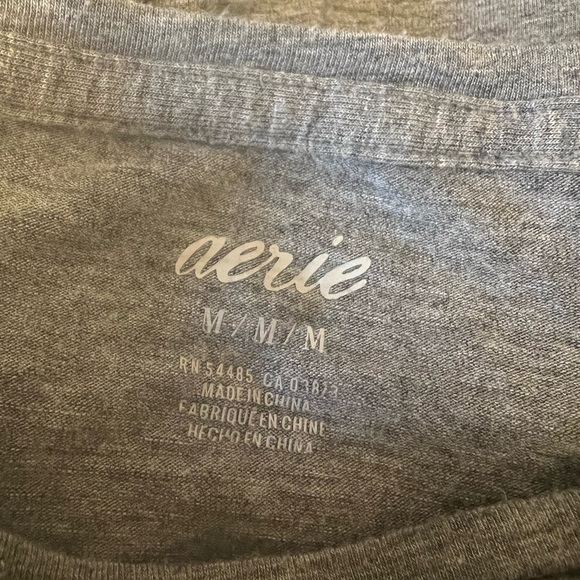 aerie
M/M/M
RN 54485 CA 03823
MADE IN CHINA
FABRIQUÉ EN CHINE
HECHO EN CHINA